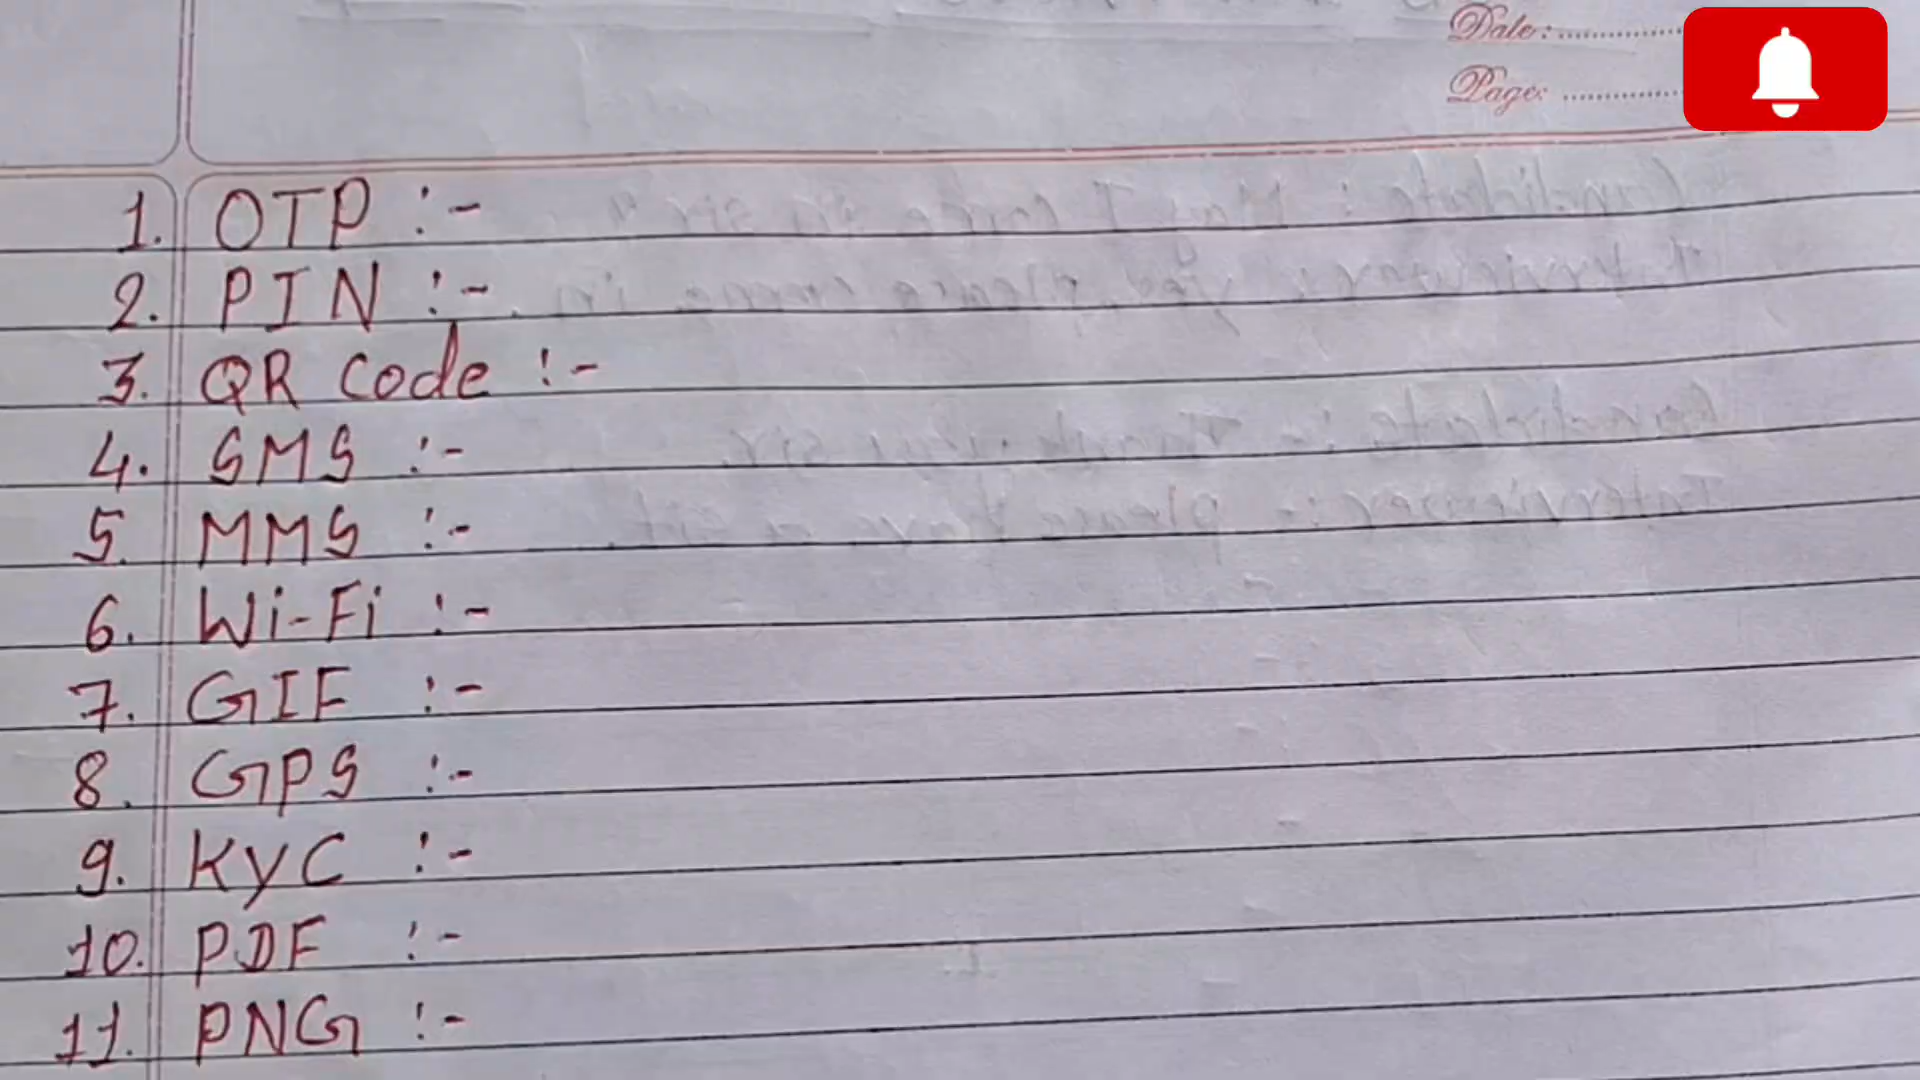 Date:
Page:
1. OTP :-
2. PIN :-
3. QR Code :-
4. SMS :-
5. MMS :-
6. Wi-Fi :-
7. GIF :-
8. GPS :-
9. KYC :-
10. PDF :-
11. PNG :-